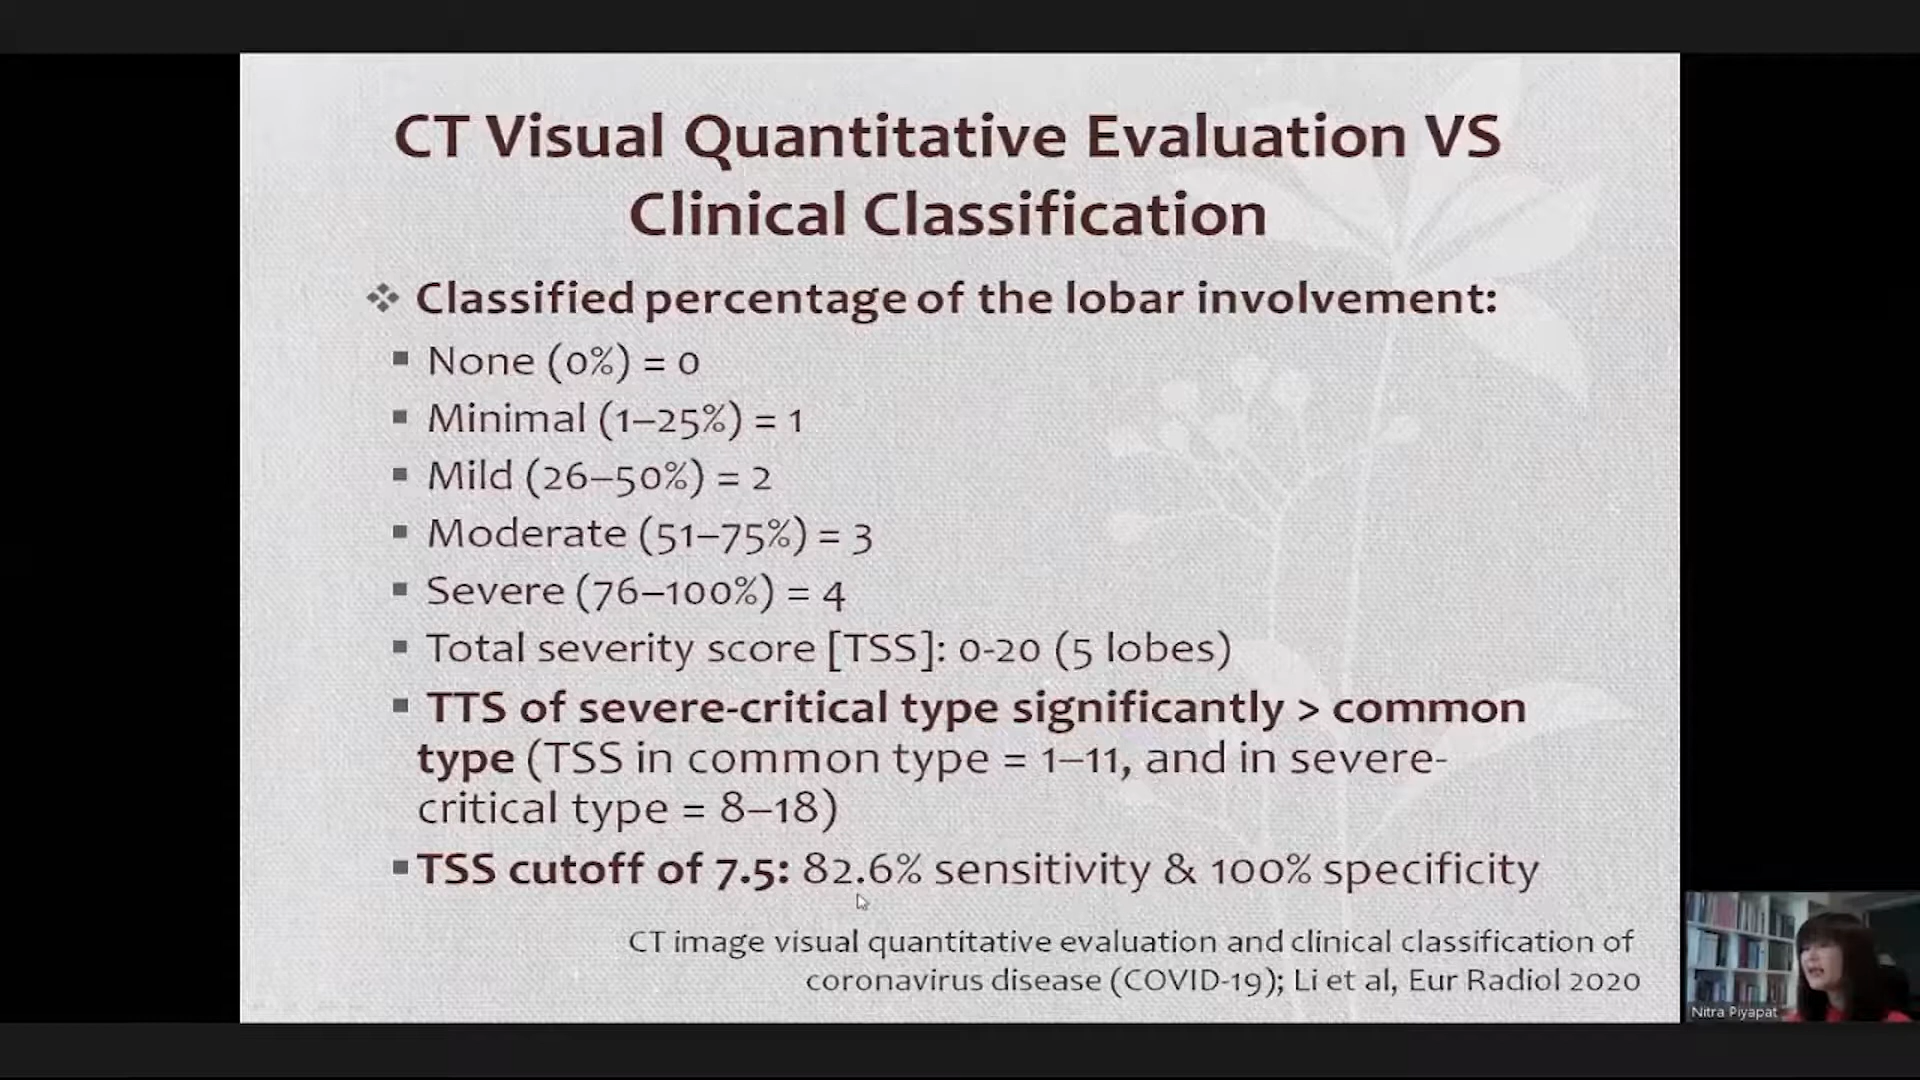 CT Visual Quantitative Evaluation VS
Clinical Classification
Classified percentage of the lobar involvement:
None (0%) = 0
Minimal (1–25%) = 1
Mild (26–50%) = 2
Moderate (51–75%) = 3
Severe (76–100%) = 4
Total severity score [TSS]: 0-20 (5 lobes)
TTS of severe-critical type significantly > common
type (TSS in common type = 1–11, and in severe-
critical type = 8–18)
TSS cutoff of 7.5: 82.6% sensitivity & 100% specificity
CT image visual quantitative evaluation and clinical classification of
coronavirus disease (COVID-19); Li et al, Eur Radiol 2020
Nitra Piyapat